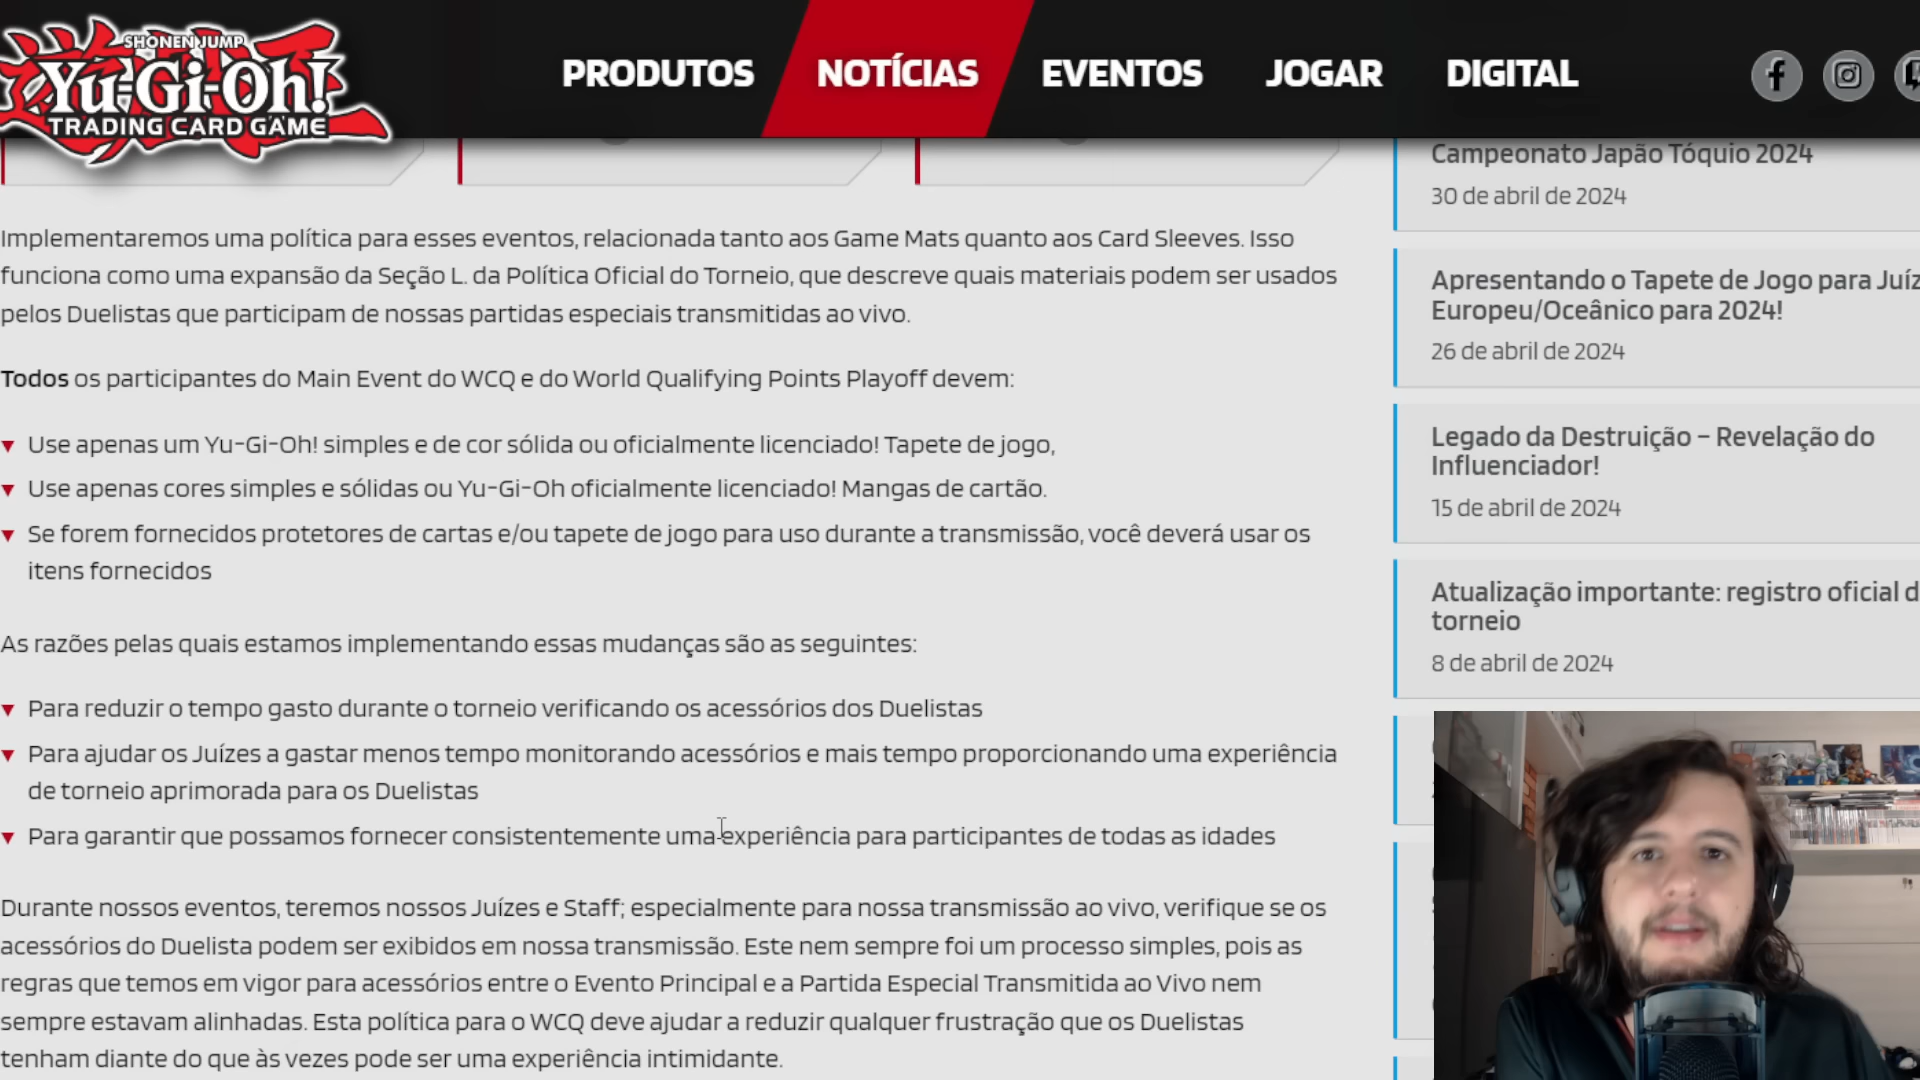 SHONEN JUMP
Yu-Gi-Oh!
TRADING CARD GAME
PRODUTOS
NOTÍCIAS
EVENTOS
JOGAR
DIGITAL
Implementaremos uma política para esses eventos, relacionada tanto aos Game Mats quanto aos Card Sleeves. Isso
funciona como uma expansão da Seção L. da Política Oficial do Torneio, que descreve quais materiais podem ser usados
pelos Duelistas que participam de nossas partidas especiais transmitidas ao vivo.
Todos os participantes do Main Event do WCQ e do World Qualifying Points Playoff devem:
Use apenas um Yu-Gi-Oh! simples e de cor sólida ou oficialmente licenciado! Tapete de jogo,
Use apenas cores simples e sólidas ou Yu-Gi-Oh oficialmente licenciado! Mangas de cartão.
Se forem fornecidos protetores de cartas e/ou tapete de jogo para uso durante a transmissão, você deverá usar os
itens fornecidos
As razões pelas quais estamos implementando essas mudanças são as seguintes:
Para reduzir o tempo gasto durante o torneio verificando os acessórios dos Duelistas
Para ajudar os Juízes a gastar menos tempo monitorando acessórios e mais tempo proporcionando uma experiência
de torneio aprimorada para os Duelistas
Para garantir que possamos fornecer consistentemente uma experiência para participantes de todas as idades
Durante nossos eventos, teremos nossos Juízes e Staff; especialmente para nossa transmissão ao vivo, verifique se os
acessórios do Duelista podem ser exibidos em nossa transmissão. Este nem sempre foi um processo simples, pois as
regras que temos em vigor para acessórios entre o Evento Principal e a Partida Especial Transmitida ao Vivo nem
sempre estavam alinhadas. Esta política para o WCQ deve ajudar a reduzir qualquer frustração que os Duelistas
tenham diante do que às vezes pode ser uma experiência intimidante.
Campeonato Japão Tóquio 2024
30 de abril de 2024
Apresentando o Tapete de Jogo para Juíz
Europeu/Oceânico para 2024!
26 de abril de 2024
Legado da Destruição – Revelação do
Influenciador!
15 de abril de 2024
Atualização importante: registro oficial d
torneio
8 de abril de 2024